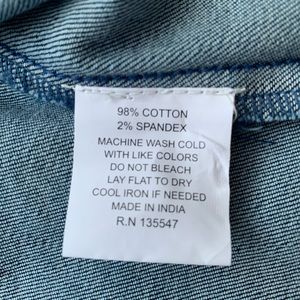 98% COTTON
2% SPANDEX
MACHINE WASH COLD
WITH LIKE COLORS
DO NOT BLEACH
LAY FLAT TO DRY
COOL IRON IF NEEDED
MADE IN INDIA
R.N 135547